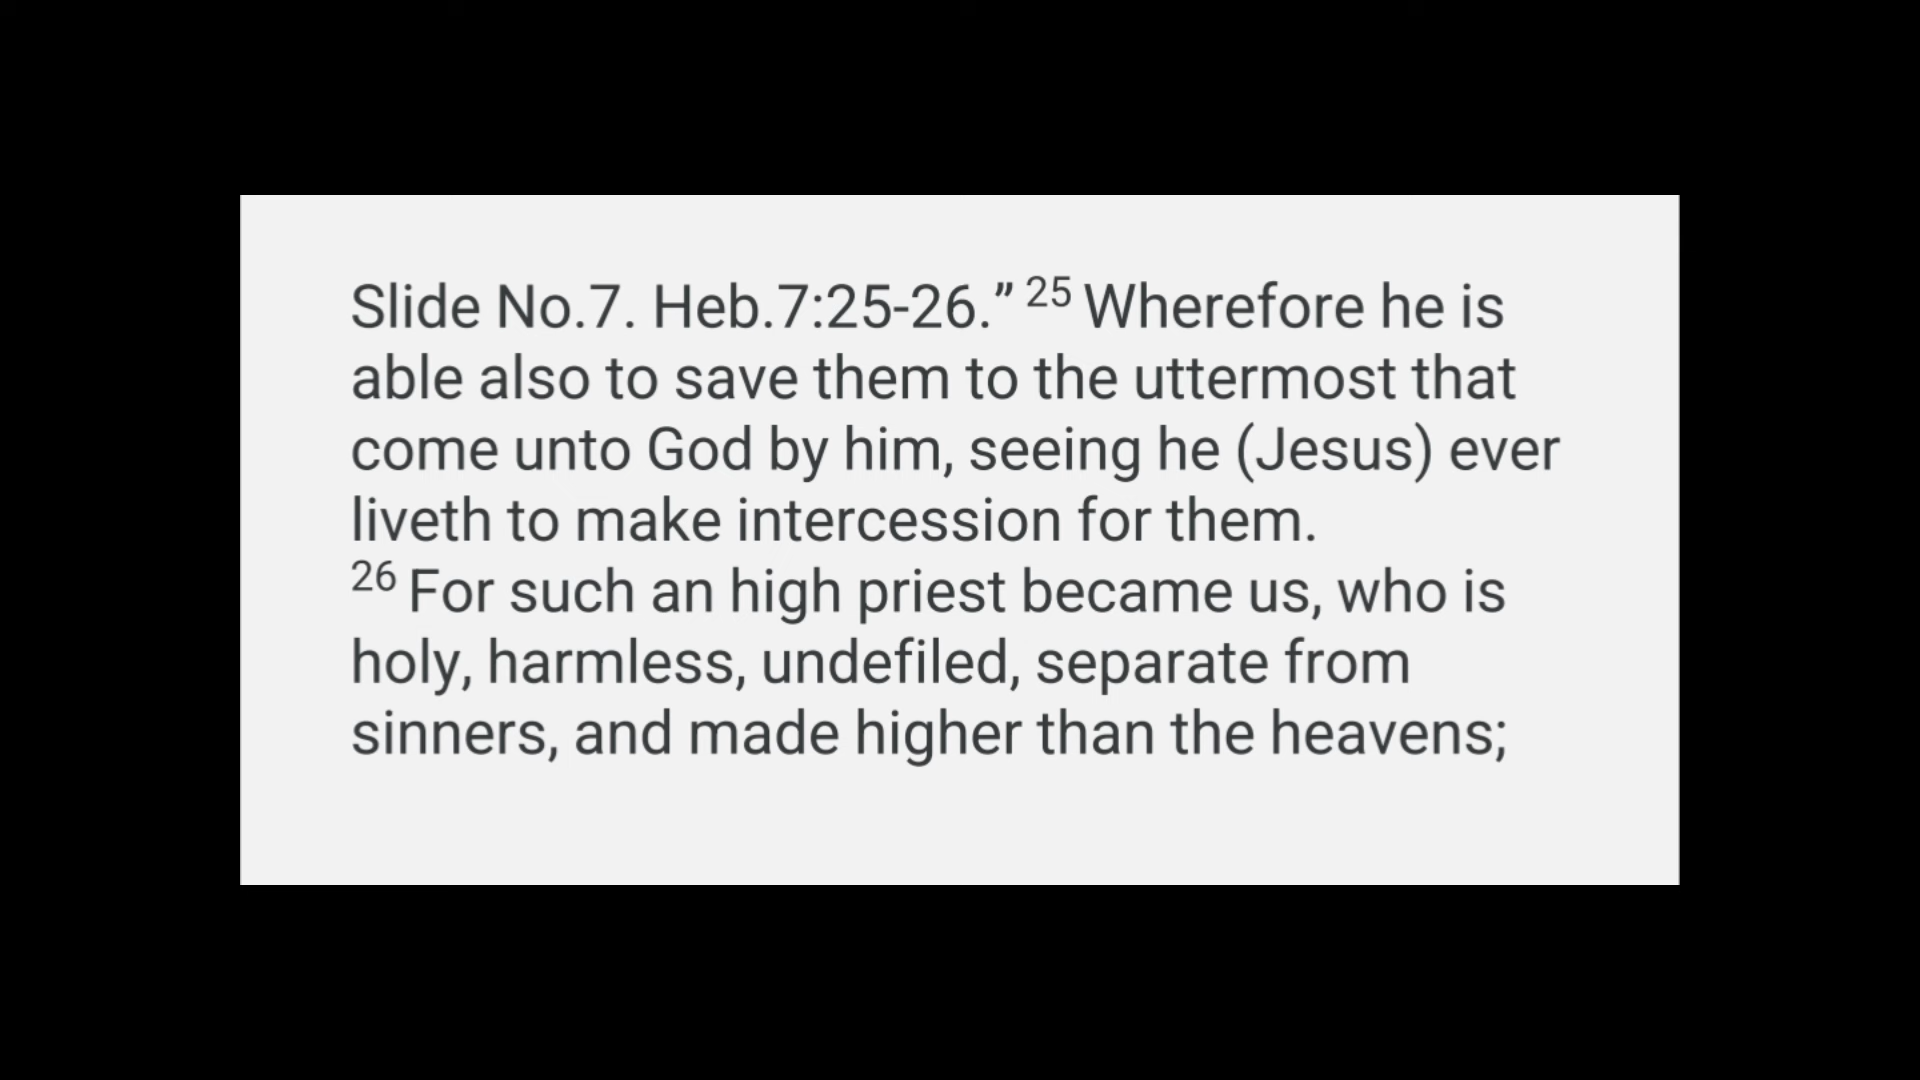 Slide No.7. Heb.7:25-26.” 25 Wherefore he is
able also to save them to the uttermost that
come unto God by him, seeing he (Jesus) ever
liveth to make intercession for them.
26 For such an high priest became us, who is
holy, harmless, undefiled, separate from
sinners, and made higher than the heavens;